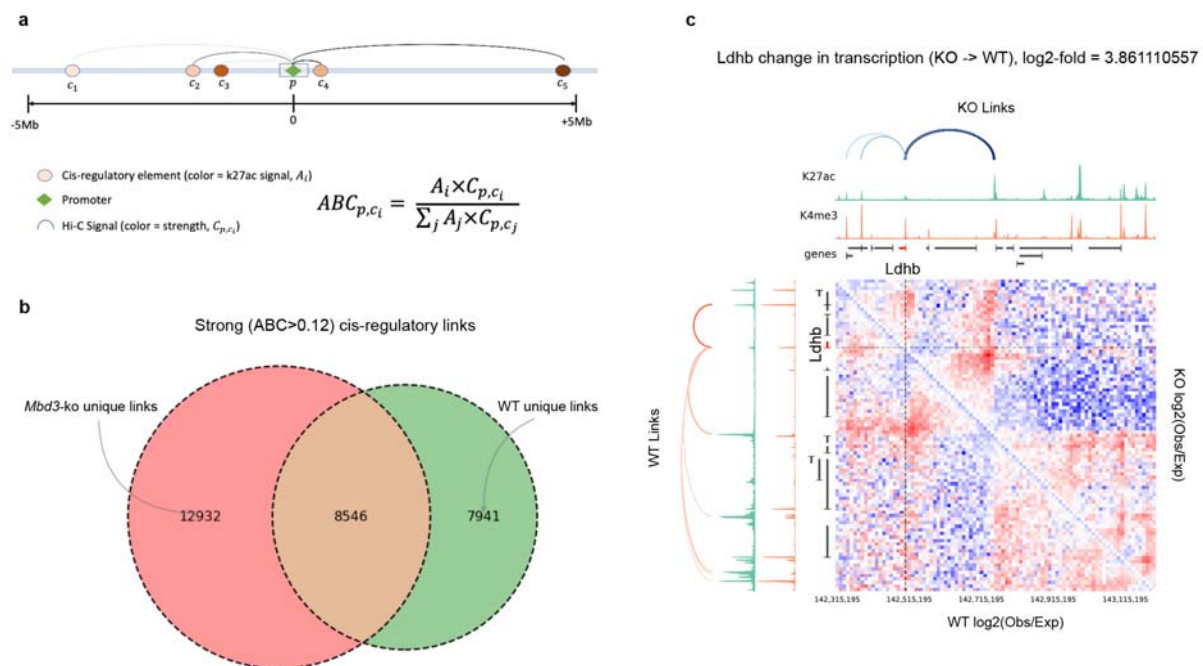 a
c₁
c₂
c₃
p
c₄
c₅
-5Mb
0
+5Mb
Cis-regulatory element (color = k27ac signal, Aᵢ)
Promoter
Hi-C Signal (color = strength, C_{p,cᵢ})
ABC_{p,cᵢ} = Aᵢ×C_{p,cᵢ} / ∑ⱼ Aⱼ×C_{p,cⱼ}
b
Strong (ABC>0.12) cis-regulatory links
Mbd3-ko unique links
WT unique links
12932
8546
7941
c
Ldhb change in transcription (KO -> WT), log2-fold = 3.861110557
KO Links
K27ac
K4me3
genes
Ldhb
WT Links
Ldhb
KO log2(Obs/Exp)
142,315,195
142,515,195
142,715,195
142,915,195
143,115,195
WT log2(Obs/Exp)